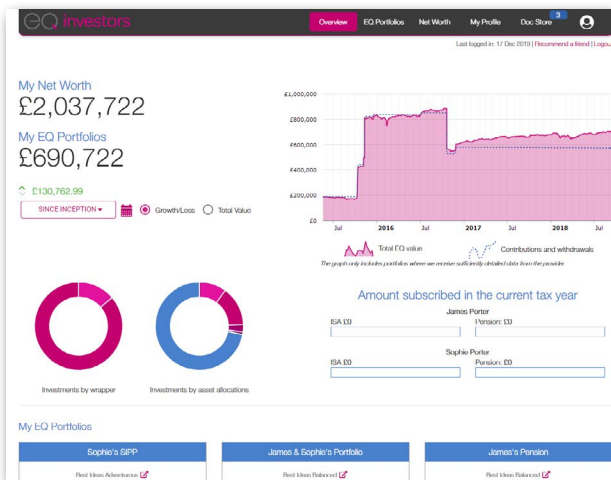 EQ investors
Overview EQ Portfolios Net Worth My Profile Doc Store 3
Last logged in: 17 Dec 2019 | Recommend a friend |
My Net Worth
£2,037,722
My EQ Portfolios
£690,722
£130,762.99
SINCE INCEPTION Growth/Loss Total Value
£1,000,000
£800,000
£600,000
£400,000
£200,000
£0
Jul 2016 Jul 2017 Jul 2018 Jul
Total EQ value Contributions and withdrawals
The graph only includes portfolios where we receive sufficiently detailed data from the provider
Amount subscribed in the current tax year
James Porter
ISA £0 Pension: £0
Sophie Porter
ISA £0 Pension: £0
Investments by wrapper Investments by asset allocations
My EQ Portfolios
Sophie's SIPP James & Sophie's Portfolio James's Pension
Best Ideas Adventurous Best Ideas Balanced Best Ideas Balanced